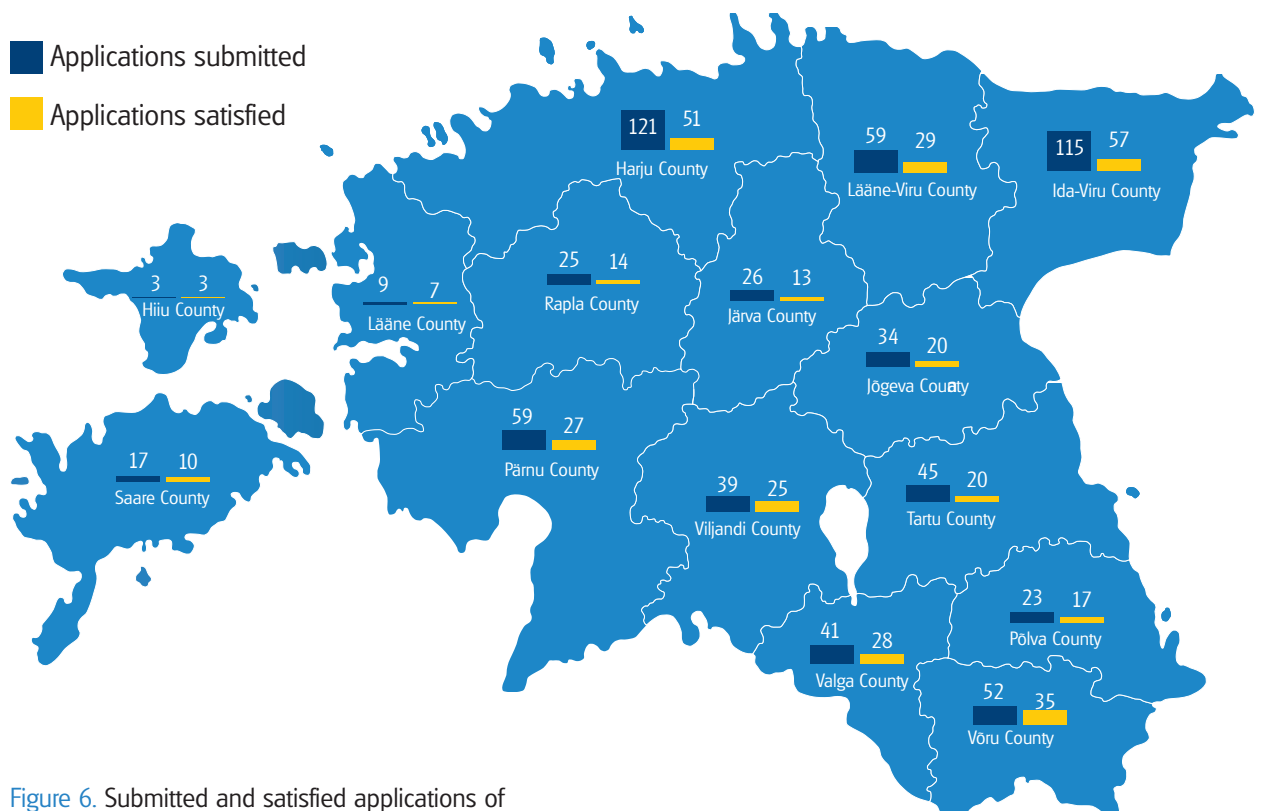 Applications submitted
Applications satisfied
121 51
Harju County
59 29
Lääne-Viru County
115 57
Ida-Viru County
3 3
Hiiu County
9 7
Lääne County
25 14
Rapla County
26 13
Järva County
34 20
Jõgeva County
59 27
Pärnu County
17 10
Saare County
39 25
Viljandi County
45 20
Tartu County
23 17
Põlva County
41 28
Valga County
52 35
Võru County
Figure 6. Submitted and satisfied applications of